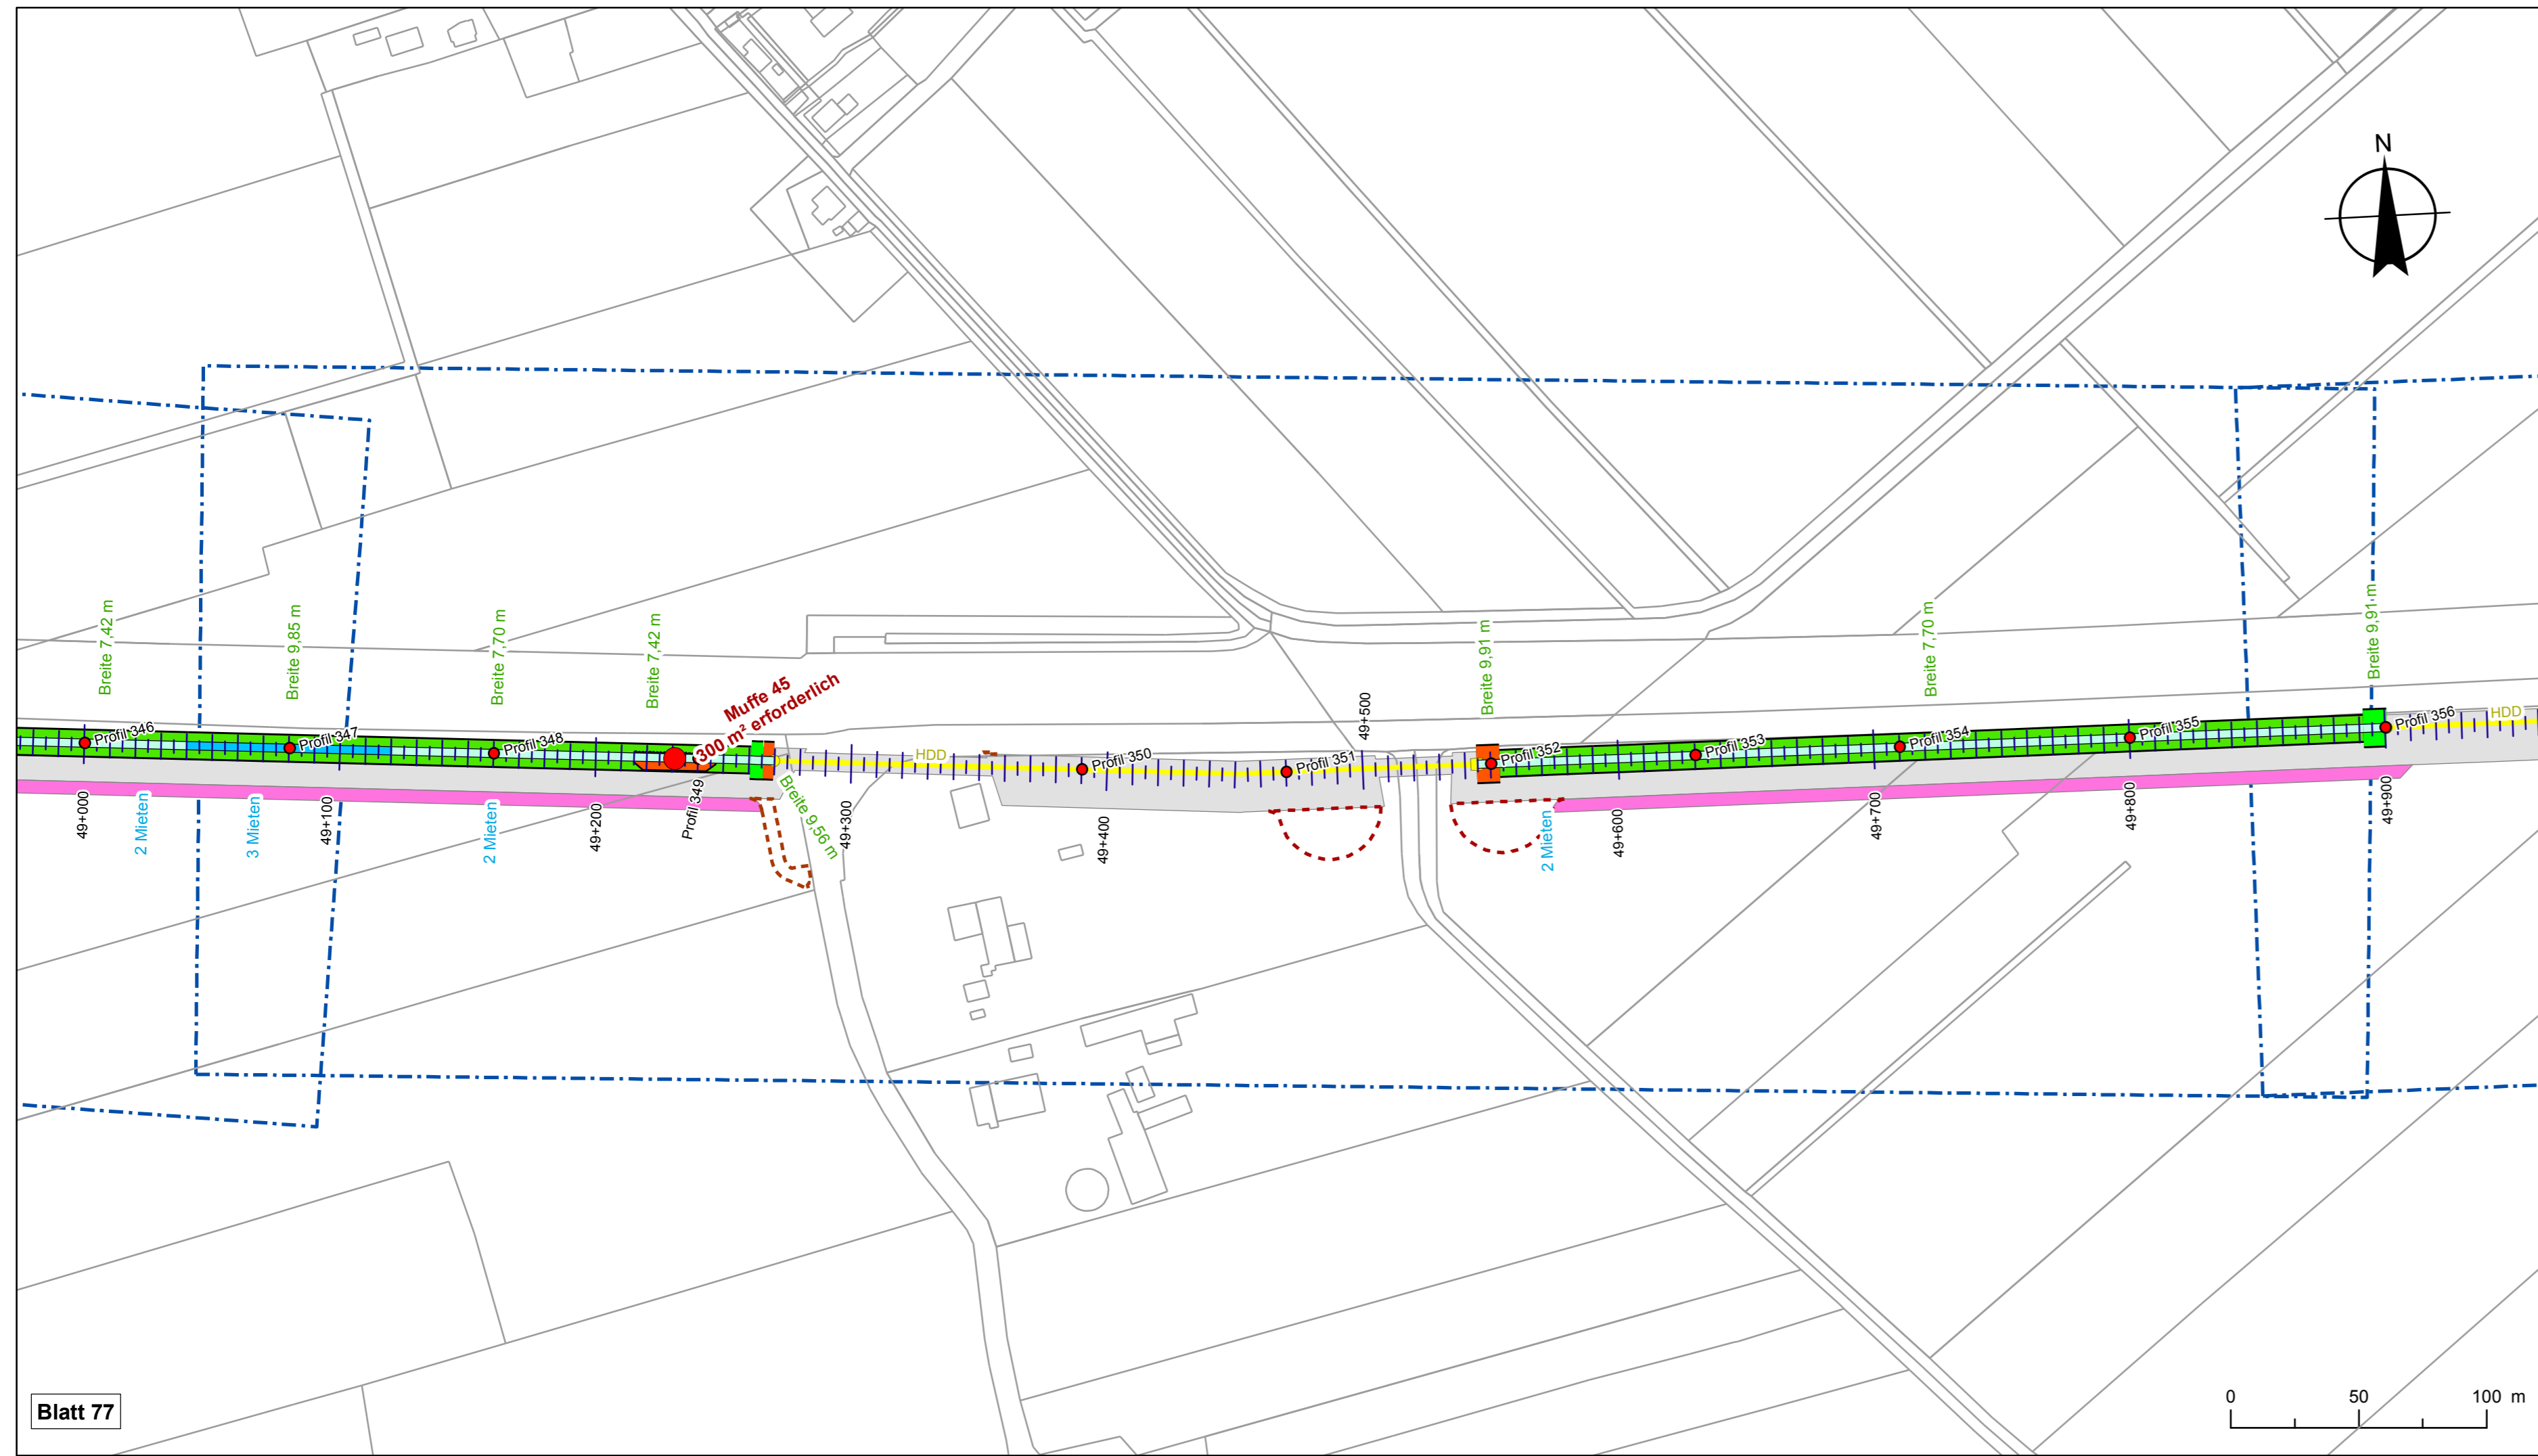 N
Breite 7,42 m
Breite 9,85 m
Breite 7,70 m
Breite 7,42 m
Breite 9,91 m
Breite 7,70 m
Breite 9,91 m
Muffe 45
300 m² erforderlich
49+500
Profil 346
Profil 347
Profil 348
Profil 349
HDD
Profil 350
Profil 351
Profil 352
Profil 353
Profil 354
Profil 355
Profil 356
HDD
Breite 9,56 m
49+000
2 Mieten
3 Mieten
49+100
2 Mieten
49+200
49+300
49+400
2 Mieten
49+600
49+700
49+800
49+900
Blatt 77
0 50 100 m